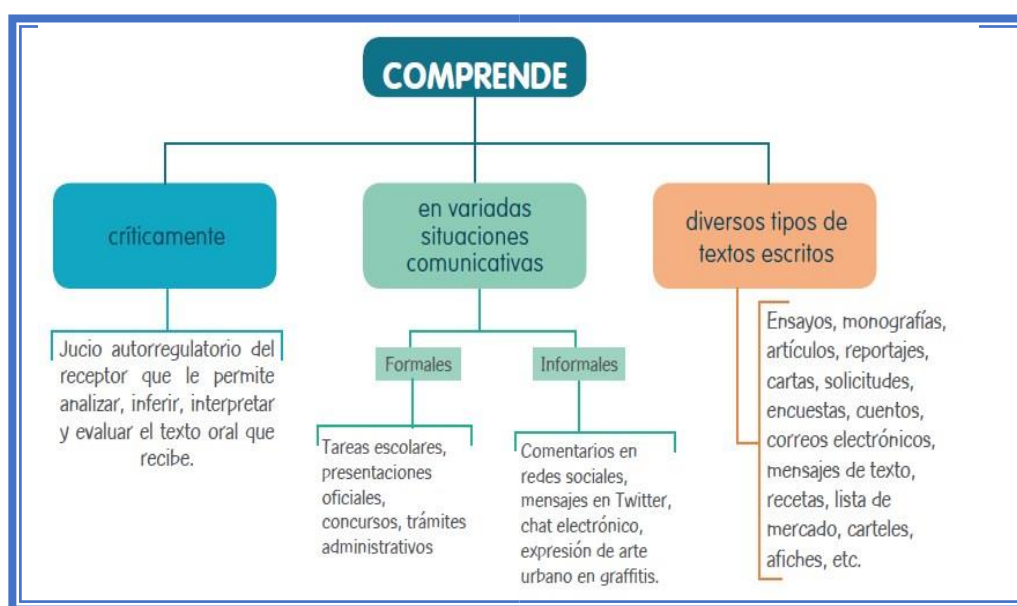 COMPRENDE
críticamente
Jucio autorregulatorio del
receptor que le permite
analizar, inferir, interpretar
y evaluar el texto oral que
recibe.
en variadas
situaciones
comunicativas
Formales
Tareas escolares,
presentaciones
oficiales,
concursos, trámites
administrativos
Informales
Comentarios en
redes sociales,
mensajes en Twitter,
chat electrónico,
expresión de arte
urbano en graffitis.
diversos tipos de
textos escritos
Ensayos, monografías,
artículos, reportajes,
cartas, solicitudes,
encuestas, cuentos,
correos electrónicos,
mensajes de texto,
recetas, lista de
mercado, carteles,
afiches, etc.